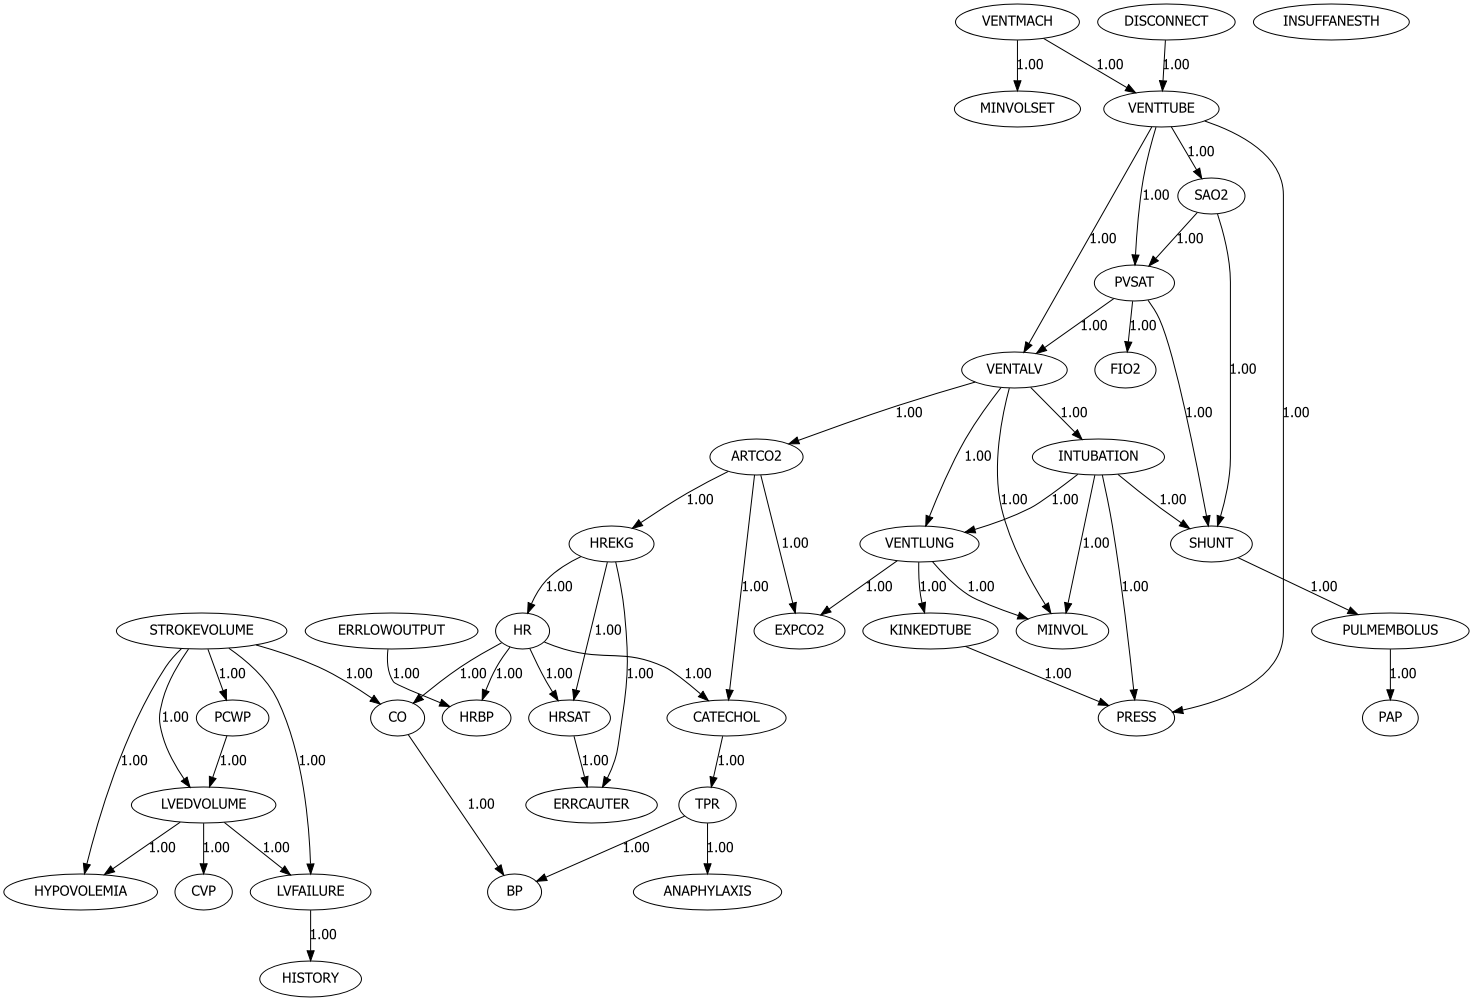 VENTMACH DISCONNECT INSUFFANESTH
1.00 1.00 1.00
MINVOLSET VENTTUBE
1.00
1.00 SAO2
1.00 1.00
PVSAT
1.00 1.00
VENTALV FIO2 1.00
1.00 1.00 1.00 1.00
ARTCO2 1.00 INTUBATION
1.00 1.00 1.00 1.00
HREKG 1.00 VENTLUNG 1.00 SHUNT
1.00 1.00 1.00 1.00 1.00 1.00 1.00
STROKEVOLUME ERRLOWOUTPUT HR 1.00 EXPCO2 KINKEDTUBE MINVOL PULMEMBOLUS
1.00 1.00 1.00 1.00 1.00 1.00 1.00 1.00 1.00 1.00
1.00 PCWP CO HRBP HRSAT CATECHOL PRESS PAP
1.00 1.00 1.00 1.00 1.00
LVEDVOLUME 1.00 ERRCAUTER TPR
1.00 1.00 1.00 1.00 1.00
HYPOVOLEMIA CVP LVFAILURE BP ANAPHYLAXIS
1.00
HISTORY